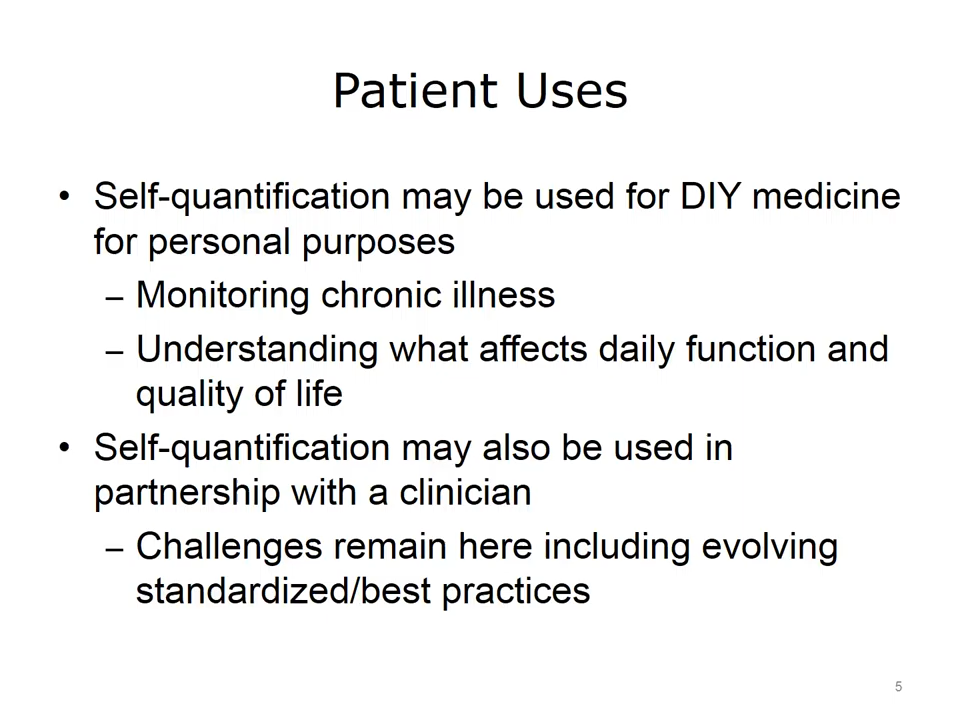 Patient Uses
• Self-quantification may be used for DIY medicine
for personal purposes
– Monitoring chronic illness
– Understanding what affects daily function and
quality of life
• Self-quantification may also be used in
partnership with a clinician
– Challenges remain here including evolving
standardized/best practices
5